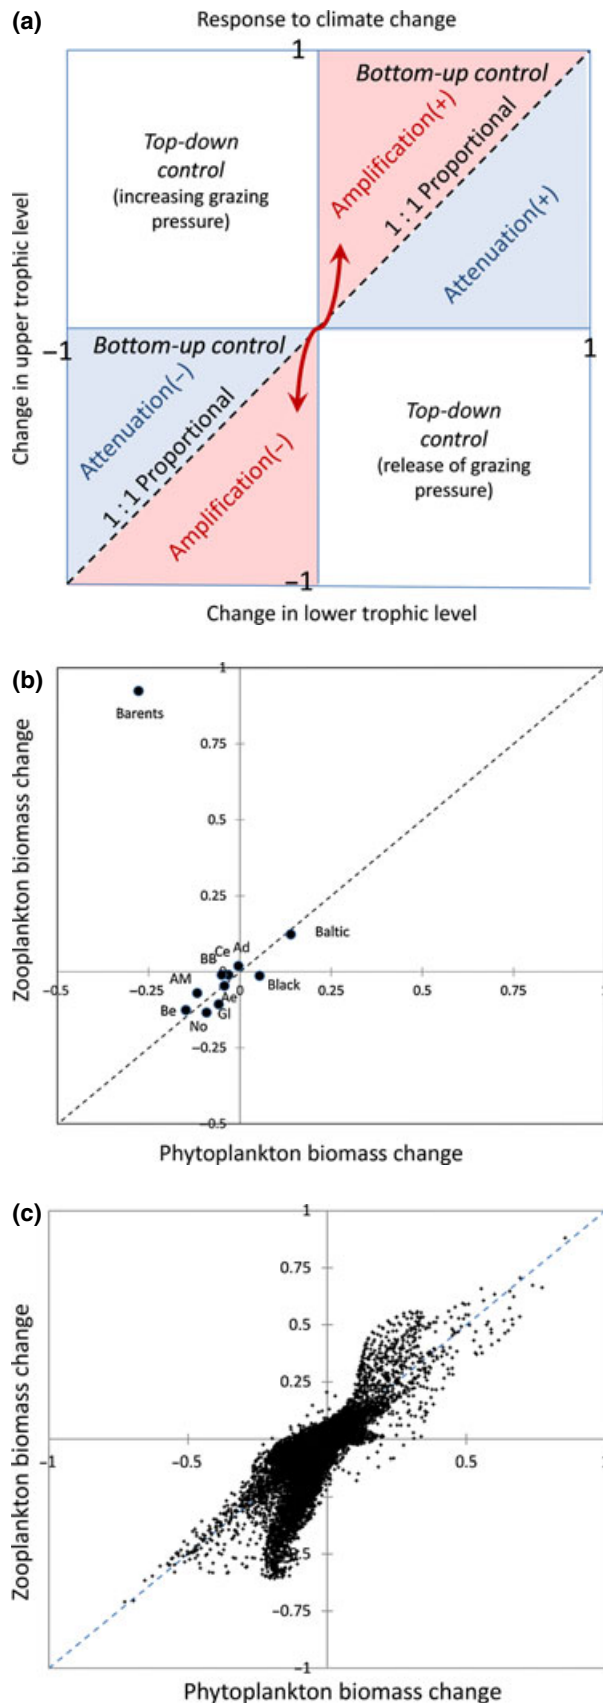 (a)
Response to climate change
1
Bottom-up control
Top-down
control
(increasing grazing
pressure)
Amplification(+)
1 : 1 Proportional
Attenuation(+)
Change in upper trophic level
−1
1
Bottom-up control
Attenuation(−)
1 : 1 Proportional
Amplification(−)
Top-down
control
(release of grazing
pressure)
−1
Change in lower trophic level
(b)
Zooplankton biomass change
1
Barents
0.75
0.5
0.25
Baltic
Ce Ad
BB
0
AM
Black
−0.5
−0.25
0.25
0.5
0.75
1
Ae
Be
Gl
No
−0.25
−0.5
Phytoplankton biomass change
(c)
Zooplankton biomass change
1
0.75
0.5
0.25
−1
−0.5
0.5
1
−0.75
−1
Phytoplankton biomass change